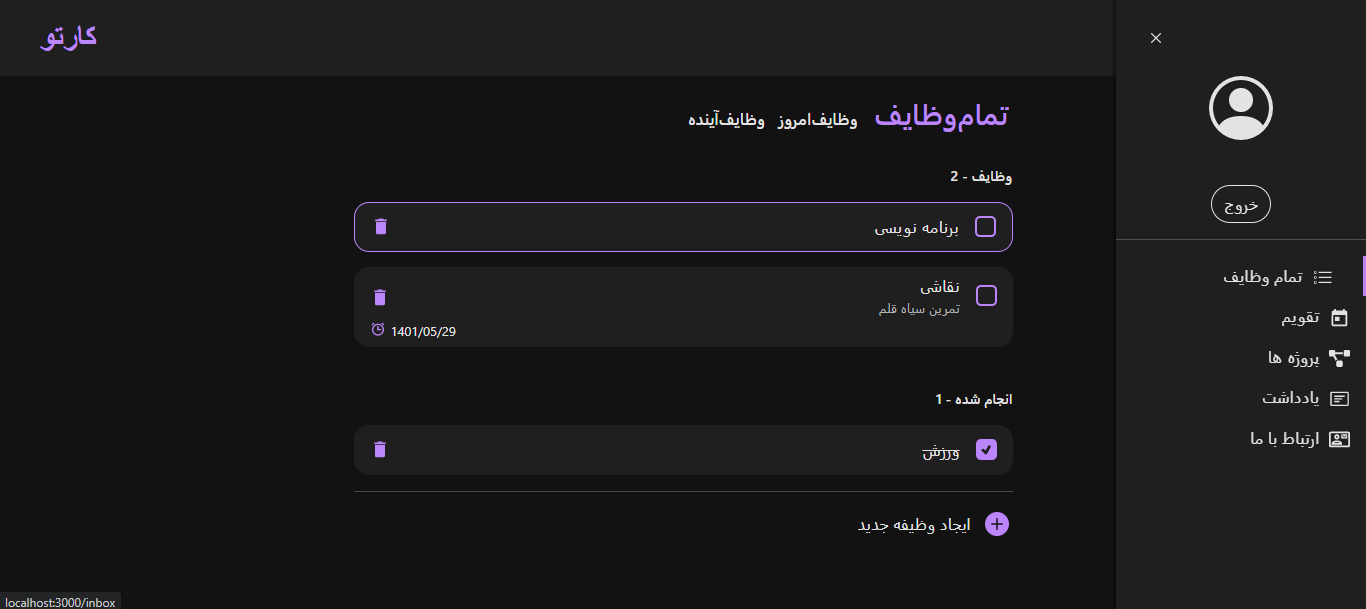 کارتو
خروج
تمام وظایف
تقویم
پروژه ها
یادداشت
ارتباط با ما
تمام‌وظایف وظایف‌امروز وظایف‌آینده
وظایف - 2
برنامه نویسی
نقاشی
تمرین سیاه قلم
1401/05/29
انجام شده - 1
ورزش
ایجاد وظیفه جدید
localhost:3000/inbox